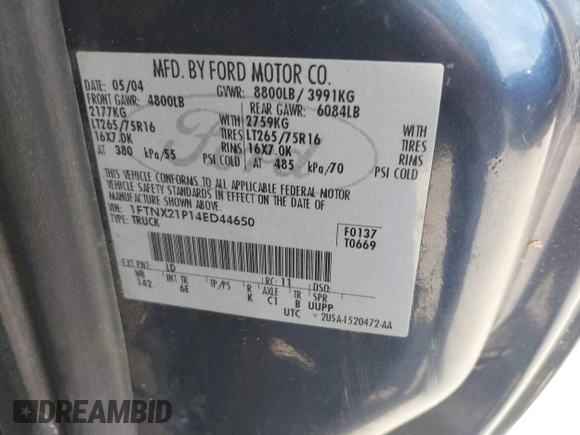 MFD. BY FORD MOTOR CO.
DATE: 05/04 GVWR: 8800LB/ 3991KG
FRONT GAWR: 4800LB REAR GAWR: 6084LB
2177KG WITH 2759KG WITH
LT265/75R16 TIRES LT265/75R16 TIRES
16X7.0K RIMS 16X7.0K RIMS
AT 380 kPa/55 PSI COLD AT 485 kPa/70 PSI COLD
THIS VEHICLE CONFORMS TO ALL APPLICABLE FEDERAL MOTOR
VEHICLE SAFETY STANDARDS IN EFFECT ON THE DATE OF
MANUFACTURE SHOWN ABOVE.
VIN: 1FTNX21P14ED44650
TYPE: TRUCK
F0137
T0669
EXT PNT: LD RC: 11 DSO:
WB INT TR TP/PS R AXLE TR SPR
142 6E K C1 B UUPP
UTC ▽ 2U5A-1520472-AA
Ford
DREAMBID